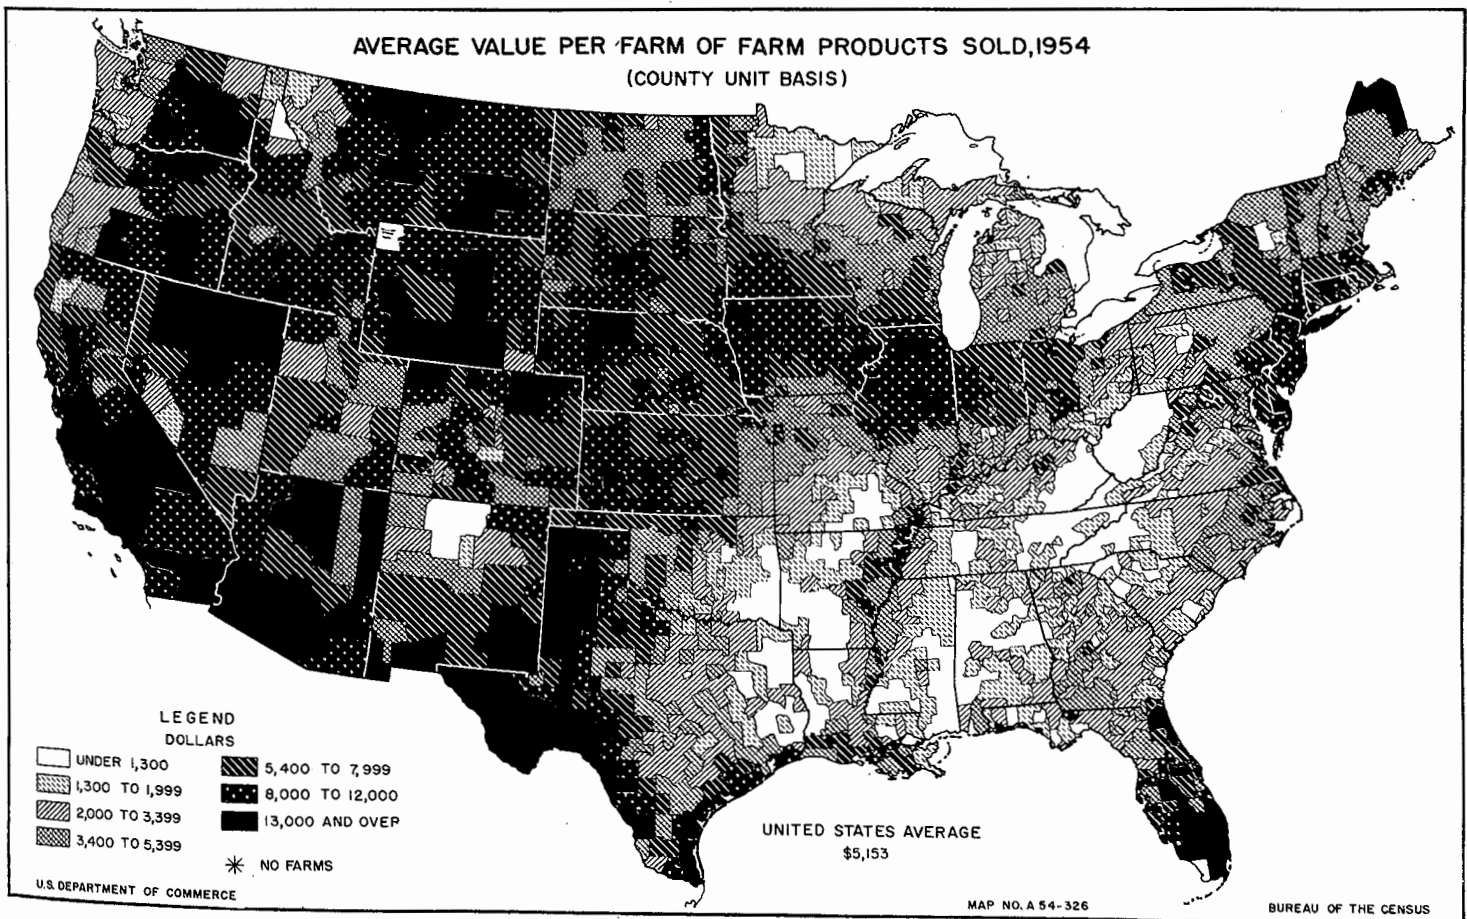 AVERAGE VALUE PER FARM OF FARM PRODUCTS SOLD, 1954
(COUNTY UNIT BASIS)
LEGEND
DOLLARS
UNDER 1,300
1,300 TO 1,999
2,000 TO 3,399
3,400 TO 5,399
5,400 TO 7,999
8,000 TO 12,000
13,000 AND OVER
NO FARMS
UNITED STATES AVERAGE
$5,153
U.S. DEPARTMENT OF COMMERCE
MAP NO. A 54-326
BUREAU OF THE CENSUS